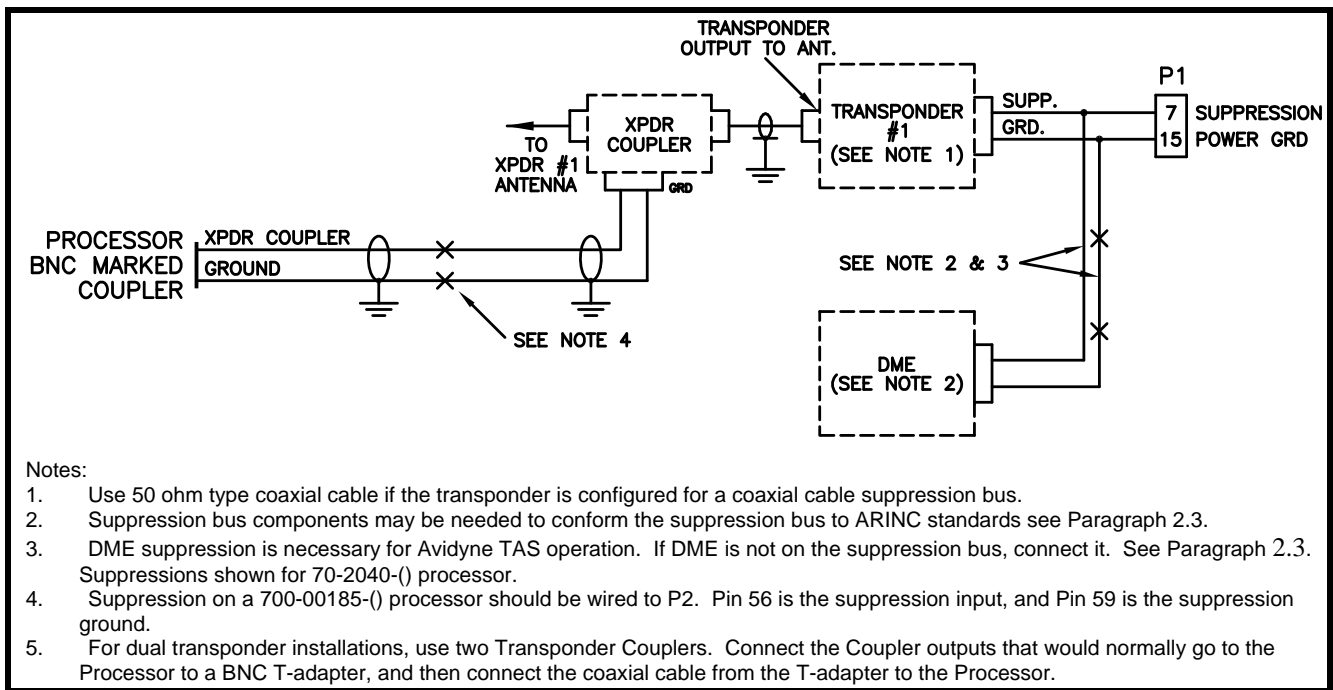 TRANSPONDER
OUTPUT TO ANT.
P1
XPDR
COUPLER
TRANSPONDER
#1
(SEE NOTE 1)
SUPP.
GRD.
7 SUPPRESSION
15 POWER GRD
TO
XPDR #1
ANTENNA
GRD
PROCESSOR
BNC MARKED
COUPLER
XPDR COUPLER
GROUND
SEE NOTE 2 & 3
SEE NOTE 4
DME
(SEE NOTE 2)
Notes:
1. Use 50 ohm type coaxial cable if the transponder is configured for a coaxial cable suppression bus.
2. Suppression bus components may be needed to conform the suppression bus to ARINC standards see Paragraph 2.3.
3. DME suppression is necessary for Avidyne TAS operation. If DME is not on the suppression bus, connect it. See Paragraph 2.3.
Suppressions shown for 70-2040-() processor.
4. Suppression on a 700-00185-() processor should be wired to P2. Pin 56 is the suppression input, and Pin 59 is the suppression
ground.
5. For dual transponder installations, use two Transponder Couplers. Connect the Coupler outputs that would normally go to the
Processor to a BNC T-adapter, and then connect the coaxial cable from the T-adapter to the Processor.